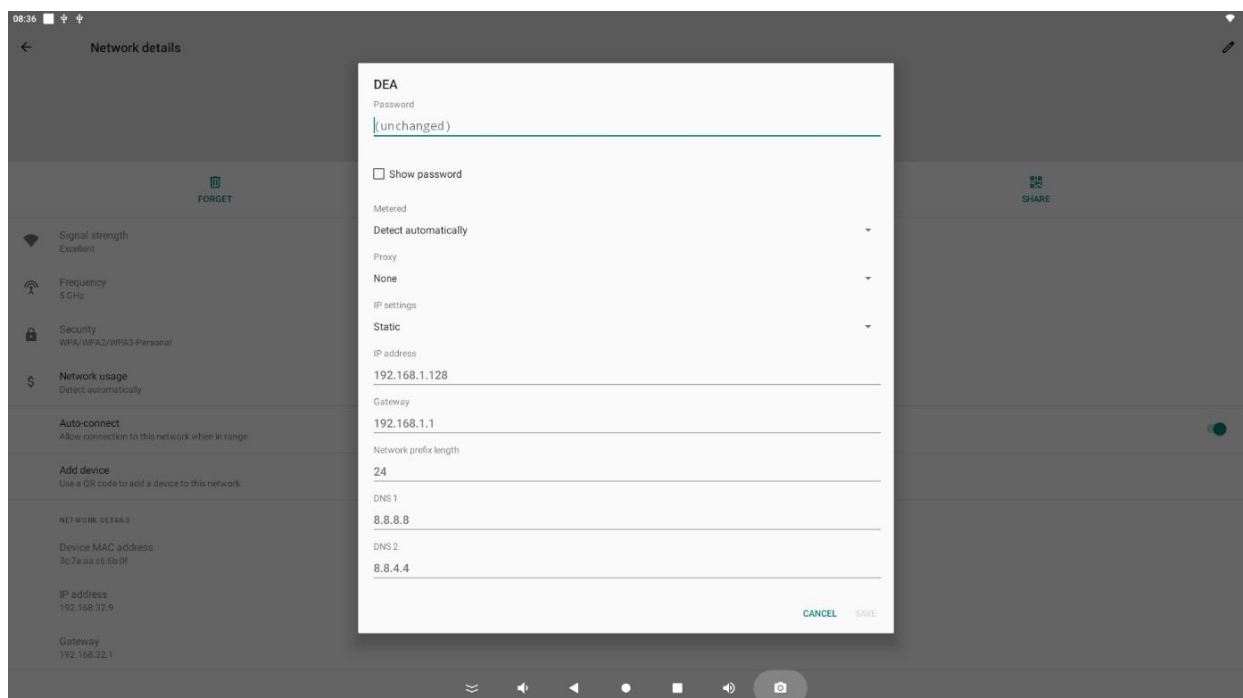 08:36
Network details
DEA
Password
(unchanged)
Show password
FORGET
SHARE
Metered
Detect automatically
Proxy
None
IP settings
Static
IP address
192.168.1.128
Gateway
192.168.1.1
Network prefix length
24
DNS 1
8.8.8.8
DNS 2
8.8.4.4
CANCEL
SAVE
Signal strength
Excellent
Frequency
5 GHz
Security
WPA/WPA2/WPA3-Personal
Network usage
Detect automatically
Auto-connect
Allow connection to this network when in range
Add device
Use a QR code to add a device to this network
NETWORK DETAILS
Device MAC address
3c:7a:aa:c6:6b:0f
IP address
192.168.32.9
Gateway
192.168.32.1